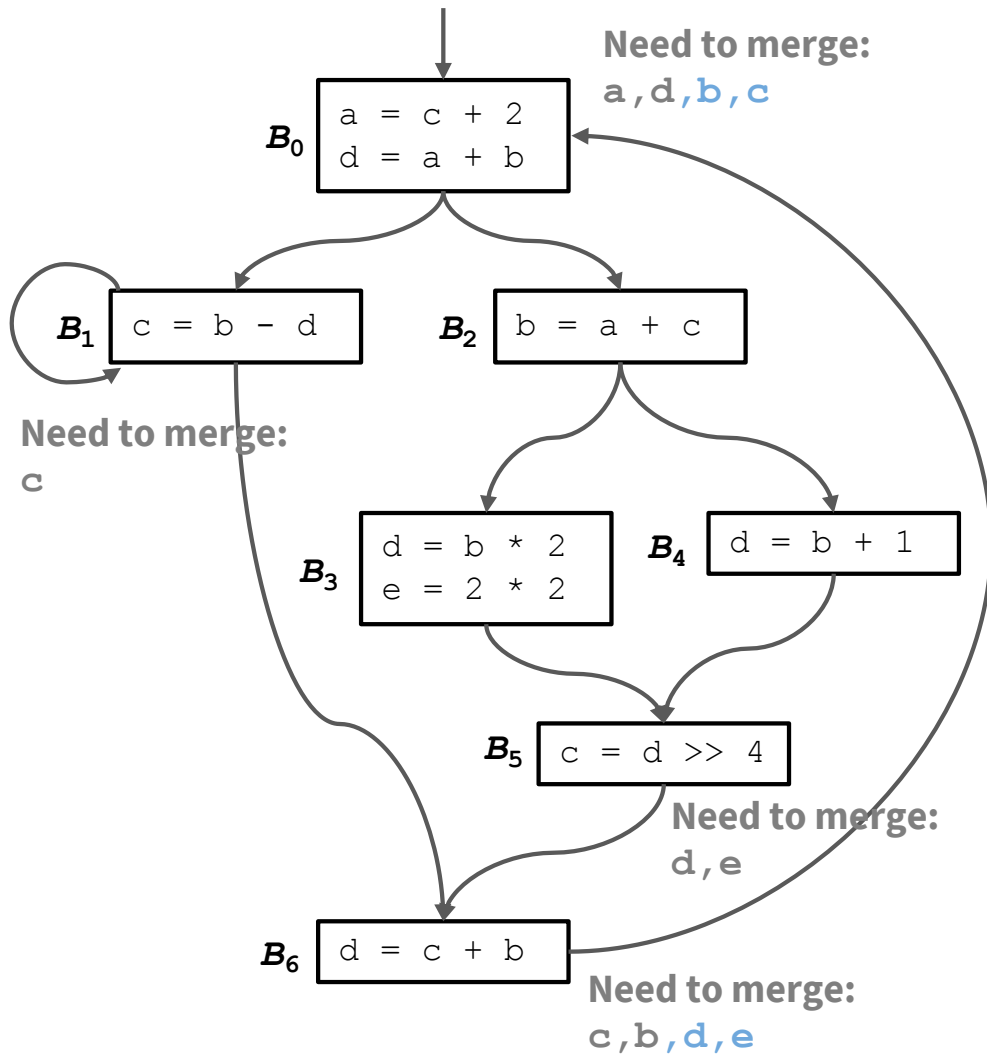 Need to merge:
a,d,b,c
B0
a = c + 2
d = a + b
B1
c = b - d
B2
b = a + c
Need to merge:
c
B3
d = b * 2
e = 2 * 2
B4
d = b + 1
B5
c = d >> 4
Need to merge:
d,e
B6
d = c + b
Need to merge:
c,b,d,e